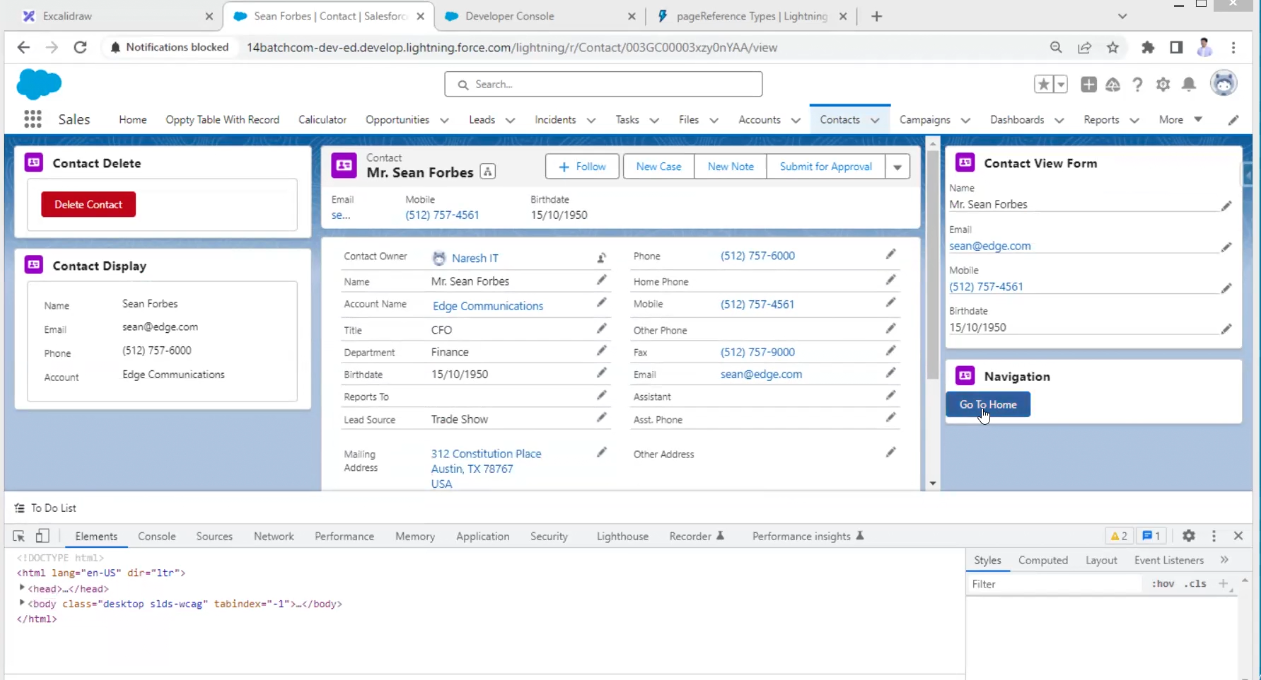 Excalidraw
Sean Forbes | Contact | Salesforc
Developer Console
pageReference Types | Lightning
Notifications blocked
14batchcom-dev-ed.develop.lightning.force.com/lightning/r/Contact/003GC00003xzy0nYAA/view
Search...
Sales
Home
Oppty Table With Record
Calculator
Opportunities
Leads
Incidents
Tasks
Files
Accounts
Contacts
Campaigns
Dashboards
Reports
More
Contact Delete
Delete Contact
Contact Display
Name Sean Forbes
Email sean@edge.com
Phone (512) 757-6000
Account Edge Communications
Contact
Mr. Sean Forbes
+ Follow
New Case
New Note
Submit for Approval
Email Mobile Birthdate
se... (512) 757-4561 15/10/1950
Contact Owner Naresh IT Phone (512) 757-6000
Name Mr. Sean Forbes Home Phone
Account Name Edge Communications Mobile (512) 757-4561
Title CFO Other Phone
Department Finance Fax (512) 757-9000
Birthdate 15/10/1950 Email sean@edge.com
Reports To Assistant
Lead Source Trade Show Asst. Phone
Mailing Address 312 Constitution Place Other Address
Austin, TX 78767
USA
Contact View Form
Name
Mr. Sean Forbes
Email
sean@edge.com
Mobile
(512) 757-4561
Birthdate
15/10/1950
Navigation
Go To Home
To Do List
Elements Console Sources Network Performance Memory Application Security Lighthouse Recorder Performance insights 2 1
<!DOCTYPE html>
<html lang="en-US" dir="ltr">
<head>…</head>
<body class="desktop slds-wcag" tabindex="-1">…</body>
</html>
Styles Computed Layout Event Listeners »
Filter :hov .cls +